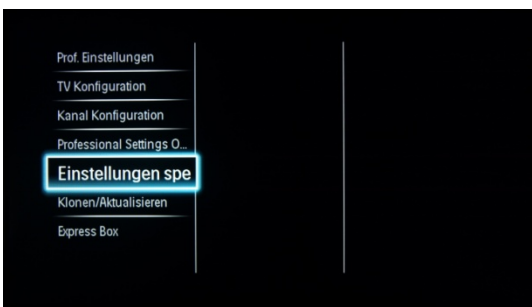 Prof. Einstellungen
TV Konfiguration
Kanal Konfiguration
Professional Settings O...
Einstellungen spe
Klonen/Aktualisieren
Express Box